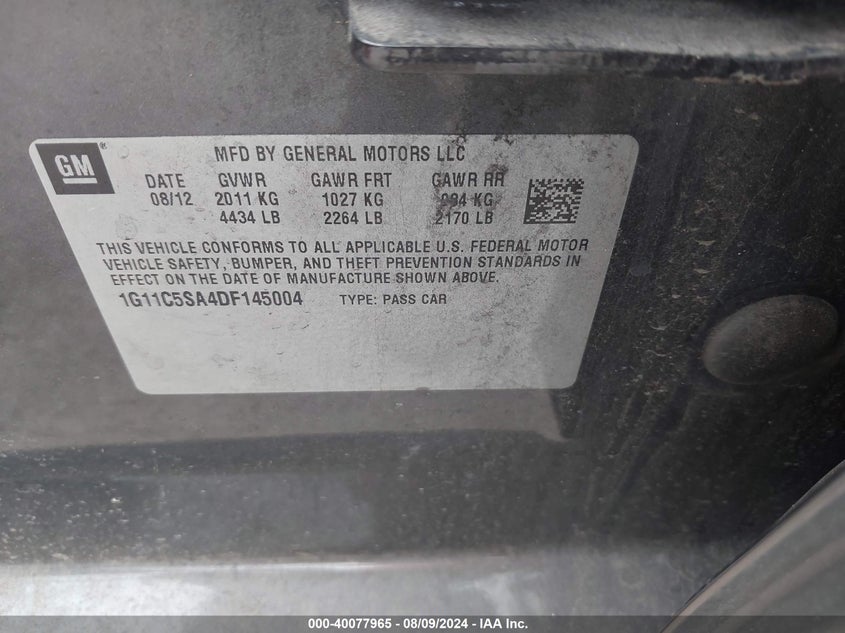 GM
MFD BY GENERAL MOTORS LLC
DATE GVWR GAWR FRT GAWR RR
08/12 2011 KG 1027 KG KG
4434 LB 2264 LB 2170 LB
THIS VEHICLE CONFORMS TO ALL APPLICABLE U.S. FEDERAL MOTOR
VEHICLE SAFETY, BUMPER, AND THEFT PREVENTION STANDARDS IN
EFFECT ON THE DATE OF MANUFACTURE SHOWN ABOVE.
1G11C5SA4DF145004 TYPE: PASS CAR
000-40077965 - 08/09/2024 - IAA Inc.